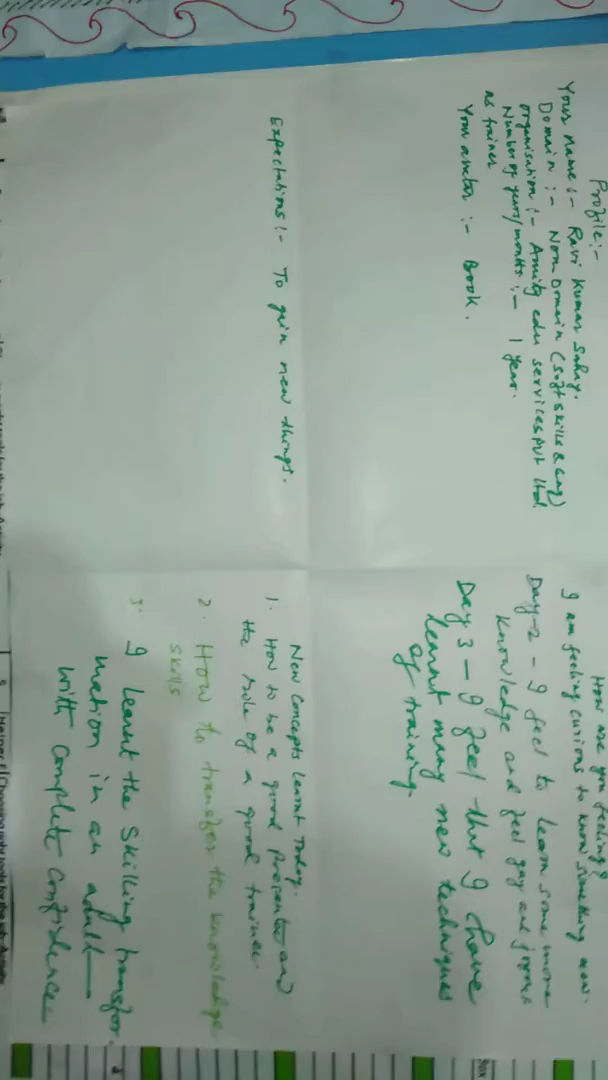 Profile:-
Your name:- Ravi Kumar Sahay.
Domain:- Non Domain (Soft skills & Eng)
organisation:- Amity edu services Pvt Ltd.
Number of years/months:- 1 year.
as trainer
Your avatar:- Book.
How are you feeling?
I am feeling curious to know something new.
Day-2 - I feel to learn some more
knowledge and feel gay and
Day 3 - I feel that I have
learnt many new techniques
of training
Expectations:- To gain new things.
New Concepts learnt Today.
1. How to be a good presenter and
the role of a good trainer
2. How to transfer the knowledge
skills
3. I learnt the Skilling transfor-
mation in an adult
with complete confidence